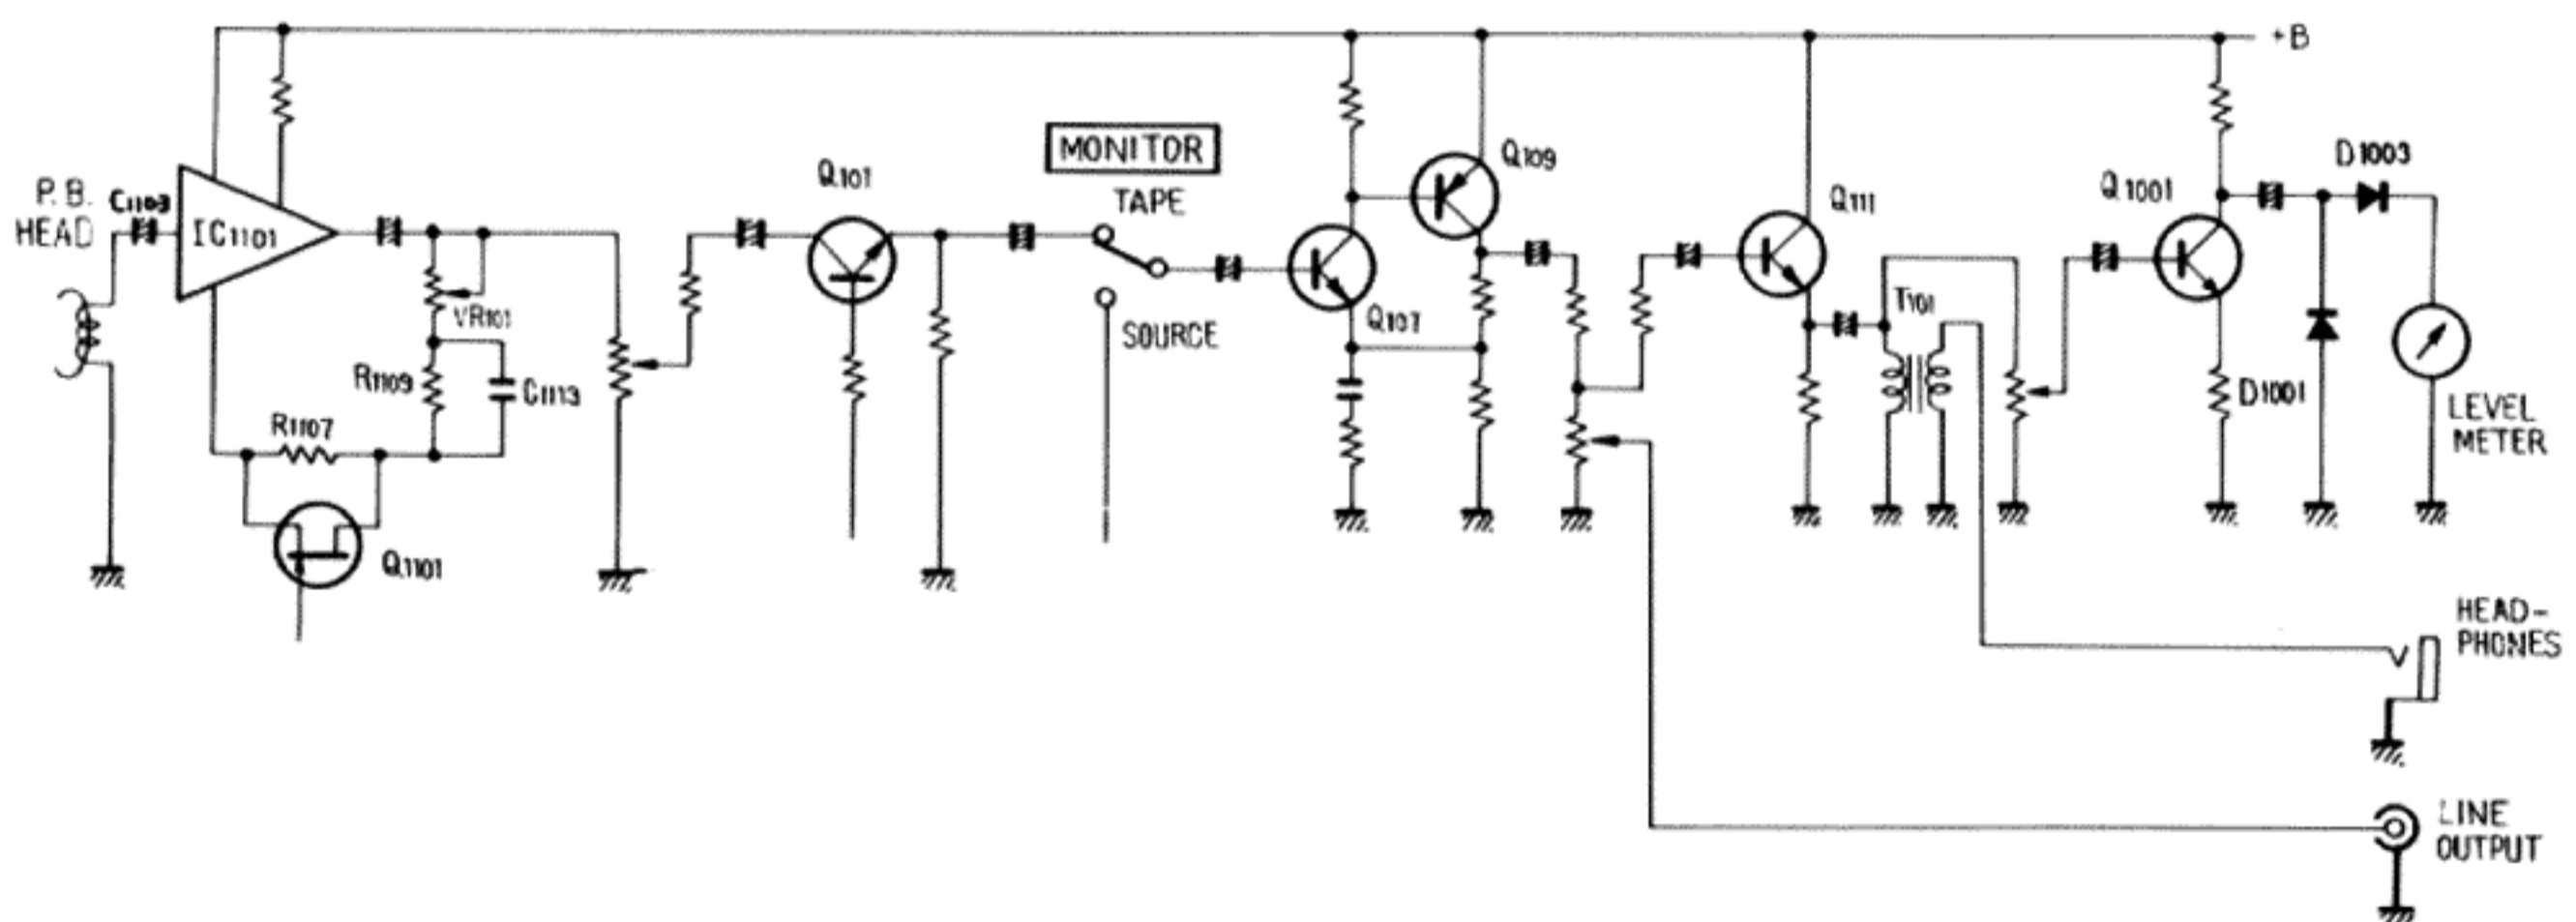 +B
MONITOR
TAPE
SOURCE
P.B.
HEAD
C1103
IC1101
VR101
R1109
C1113
R1107
Q1101
Q101
Q107
Q109
Q111
T101
Q1001
D1003
D1001
LEVEL
METER
HEAD-
PHONES
LINE
OUTPUT